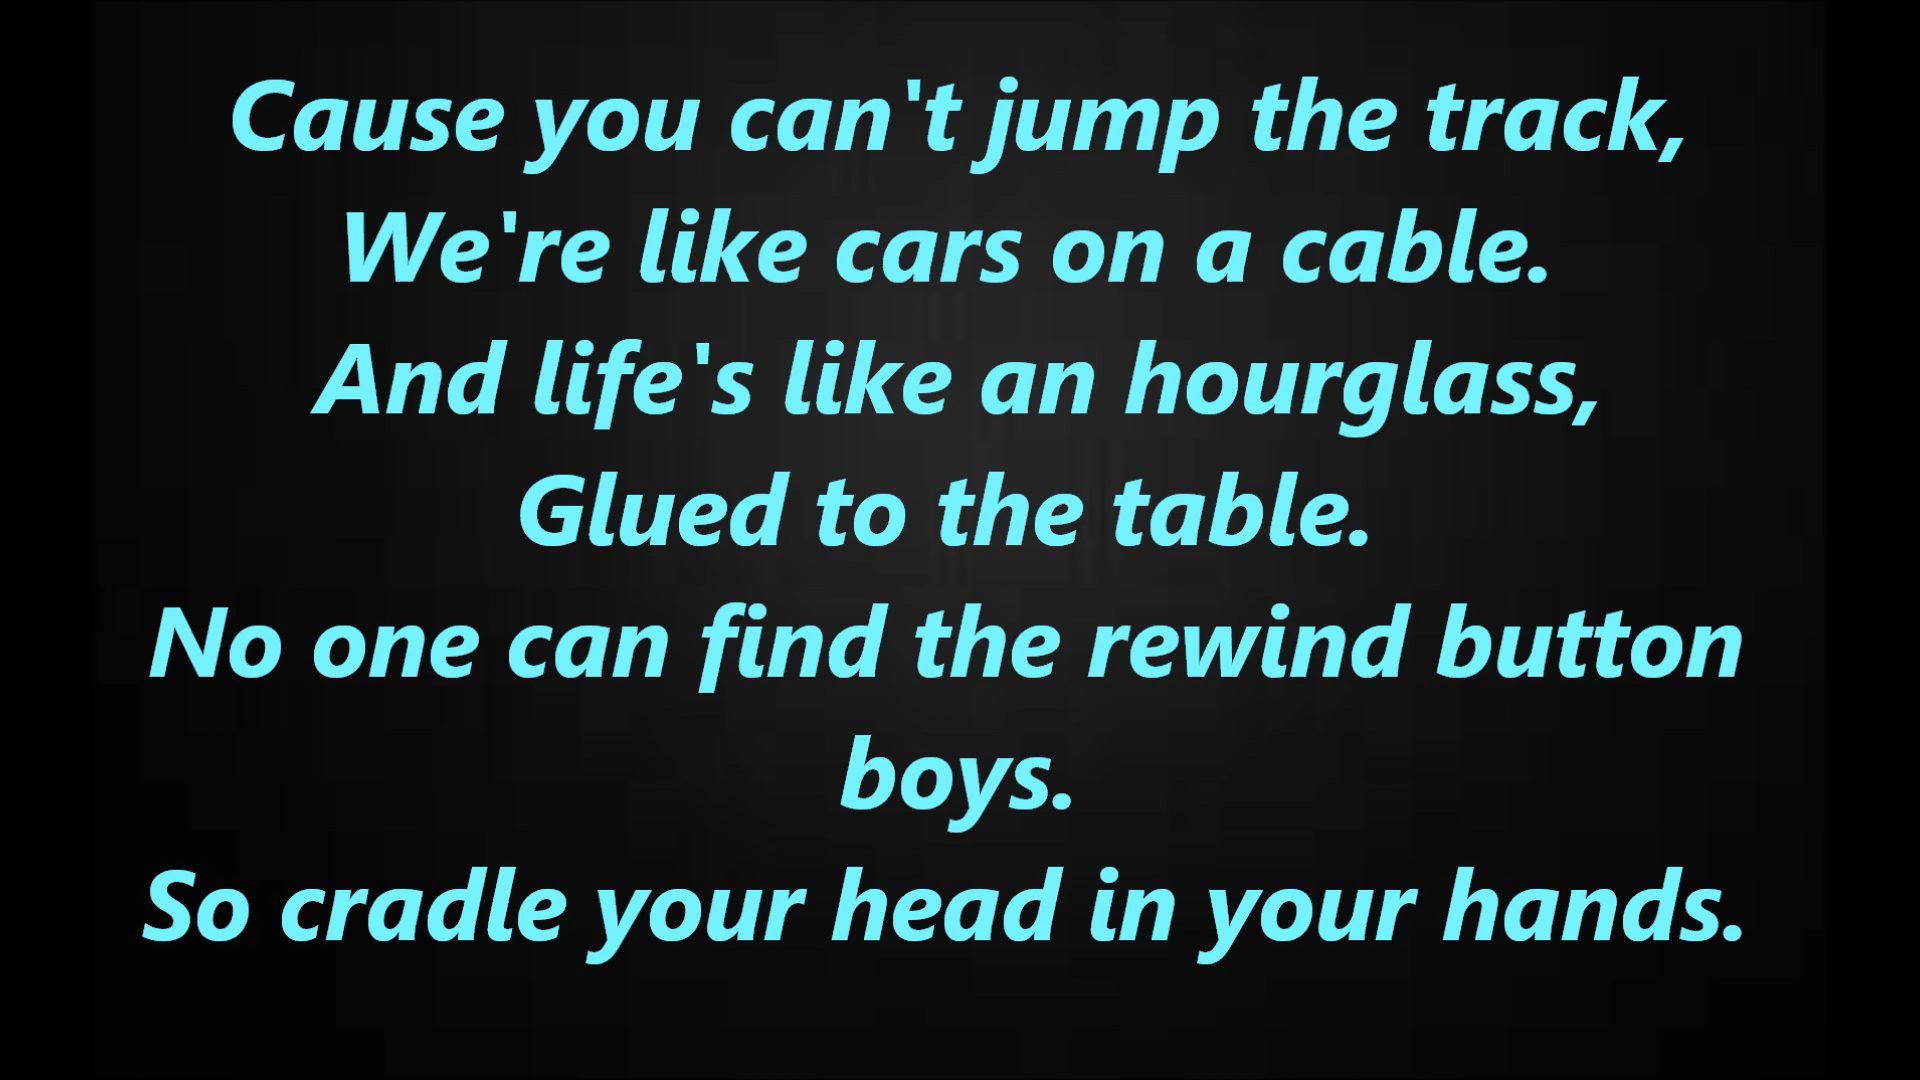 Cause you can't jump the track,
We're like cars on a cable.
And life's like an hourglass,
Glued to the table.
No one can find the rewind button
boys.
So cradle your head in your hands.